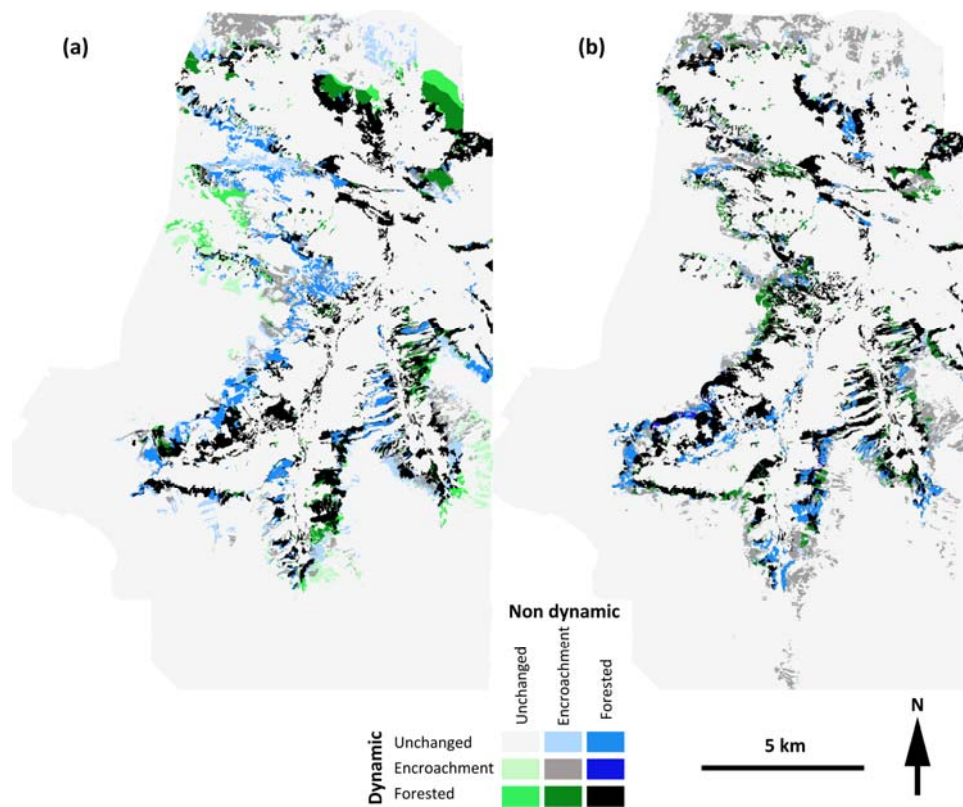 (a)
(b)
Non dynamic
Unchanged
Encroachment
Forested
Dynamic
Unchanged
Encroachment
Forested
5 km
N